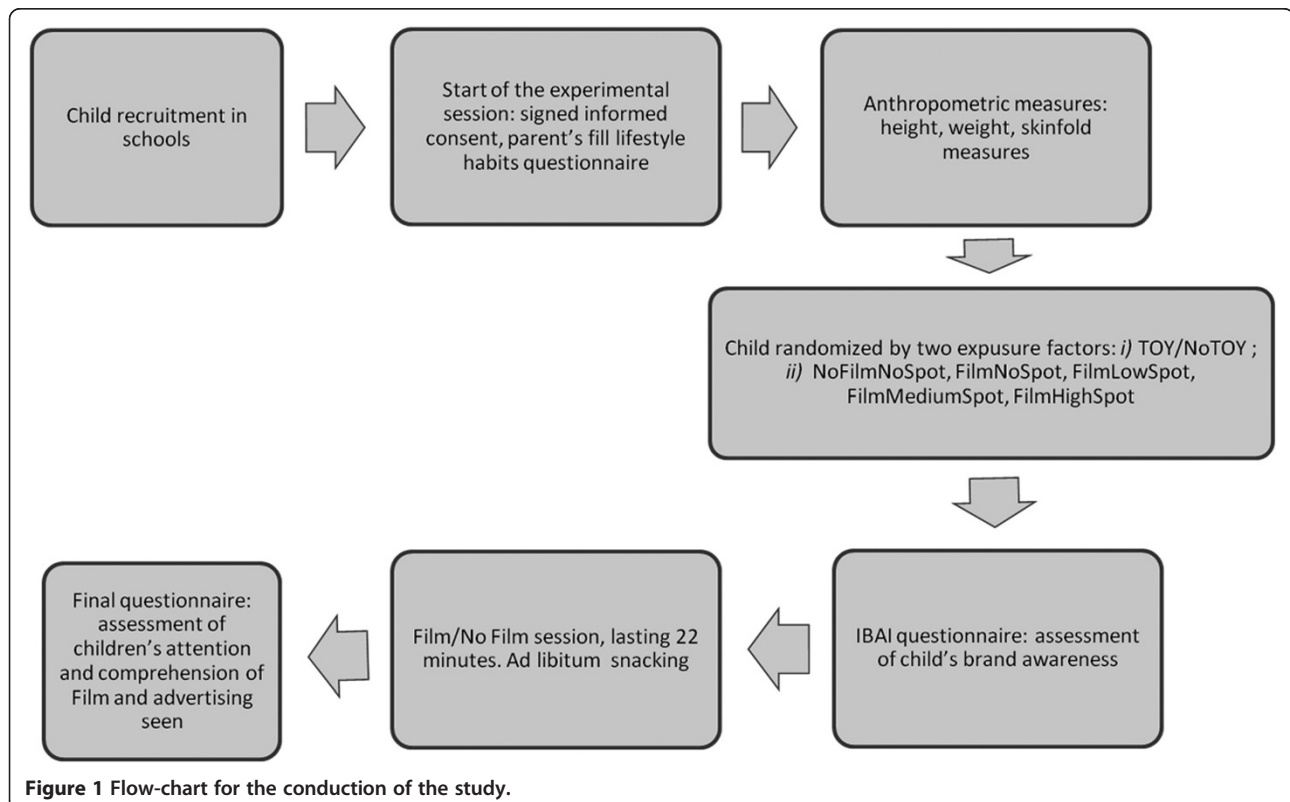 Child recruitment in
schools
Start of the experimental
session: signed informed
consent, parent's fill lifestyle
habits questionnaire
Anthropometric measures:
height, weight, skinfold
measures
Child randomized by two expusure factors: i) TOY/NoTOY ;
ii) NoFilmNoSpot, FilmNoSpot, FilmLowSpot,
FilmMediumSpot, FilmHighSpot
IBAI questionnaire: assessment
of child's brand awareness
Film/No Film session, lasting 22
minutes. Ad libitum snacking
Final questionnaire:
assessment of
children's attention
and comprehension of
Film and advertising
seen
Figure 1 Flow-chart for the conduction of the study.